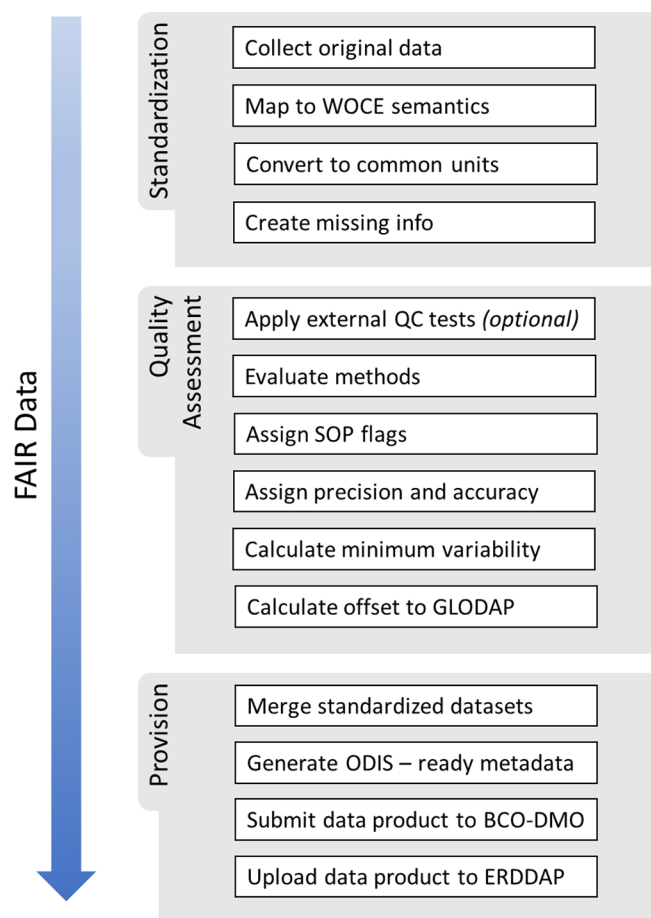 FAIR Data
Standardization
Collect original data
Map to WOCE semantics
Convert to common units
Create missing info
Quality
Assessment
Apply external QC tests (optional)
Evaluate methods
Assign SOP flags
Assign precision and accuracy
Calculate minimum variability
Calculate offset to GLODAP
Provision
Merge standardized datasets
Generate ODIS – ready metadata
Submit data product to BCO-DMO
Upload data product to ERDDAP